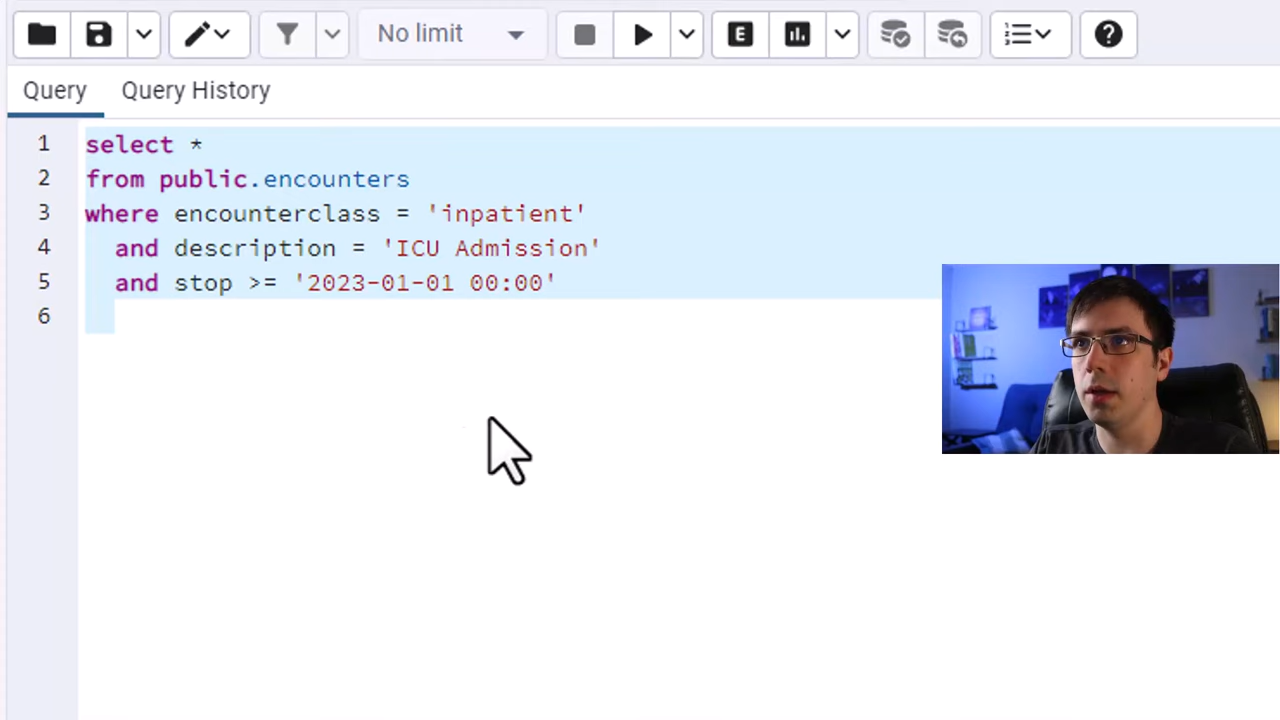 No limit
E
?
Query Query History
1 select *
2 from public.encounters
3 where encounterclass = 'inpatient'
4 and description = 'ICU Admission'
5 and stop >= '2023-01-01 00:00'
6